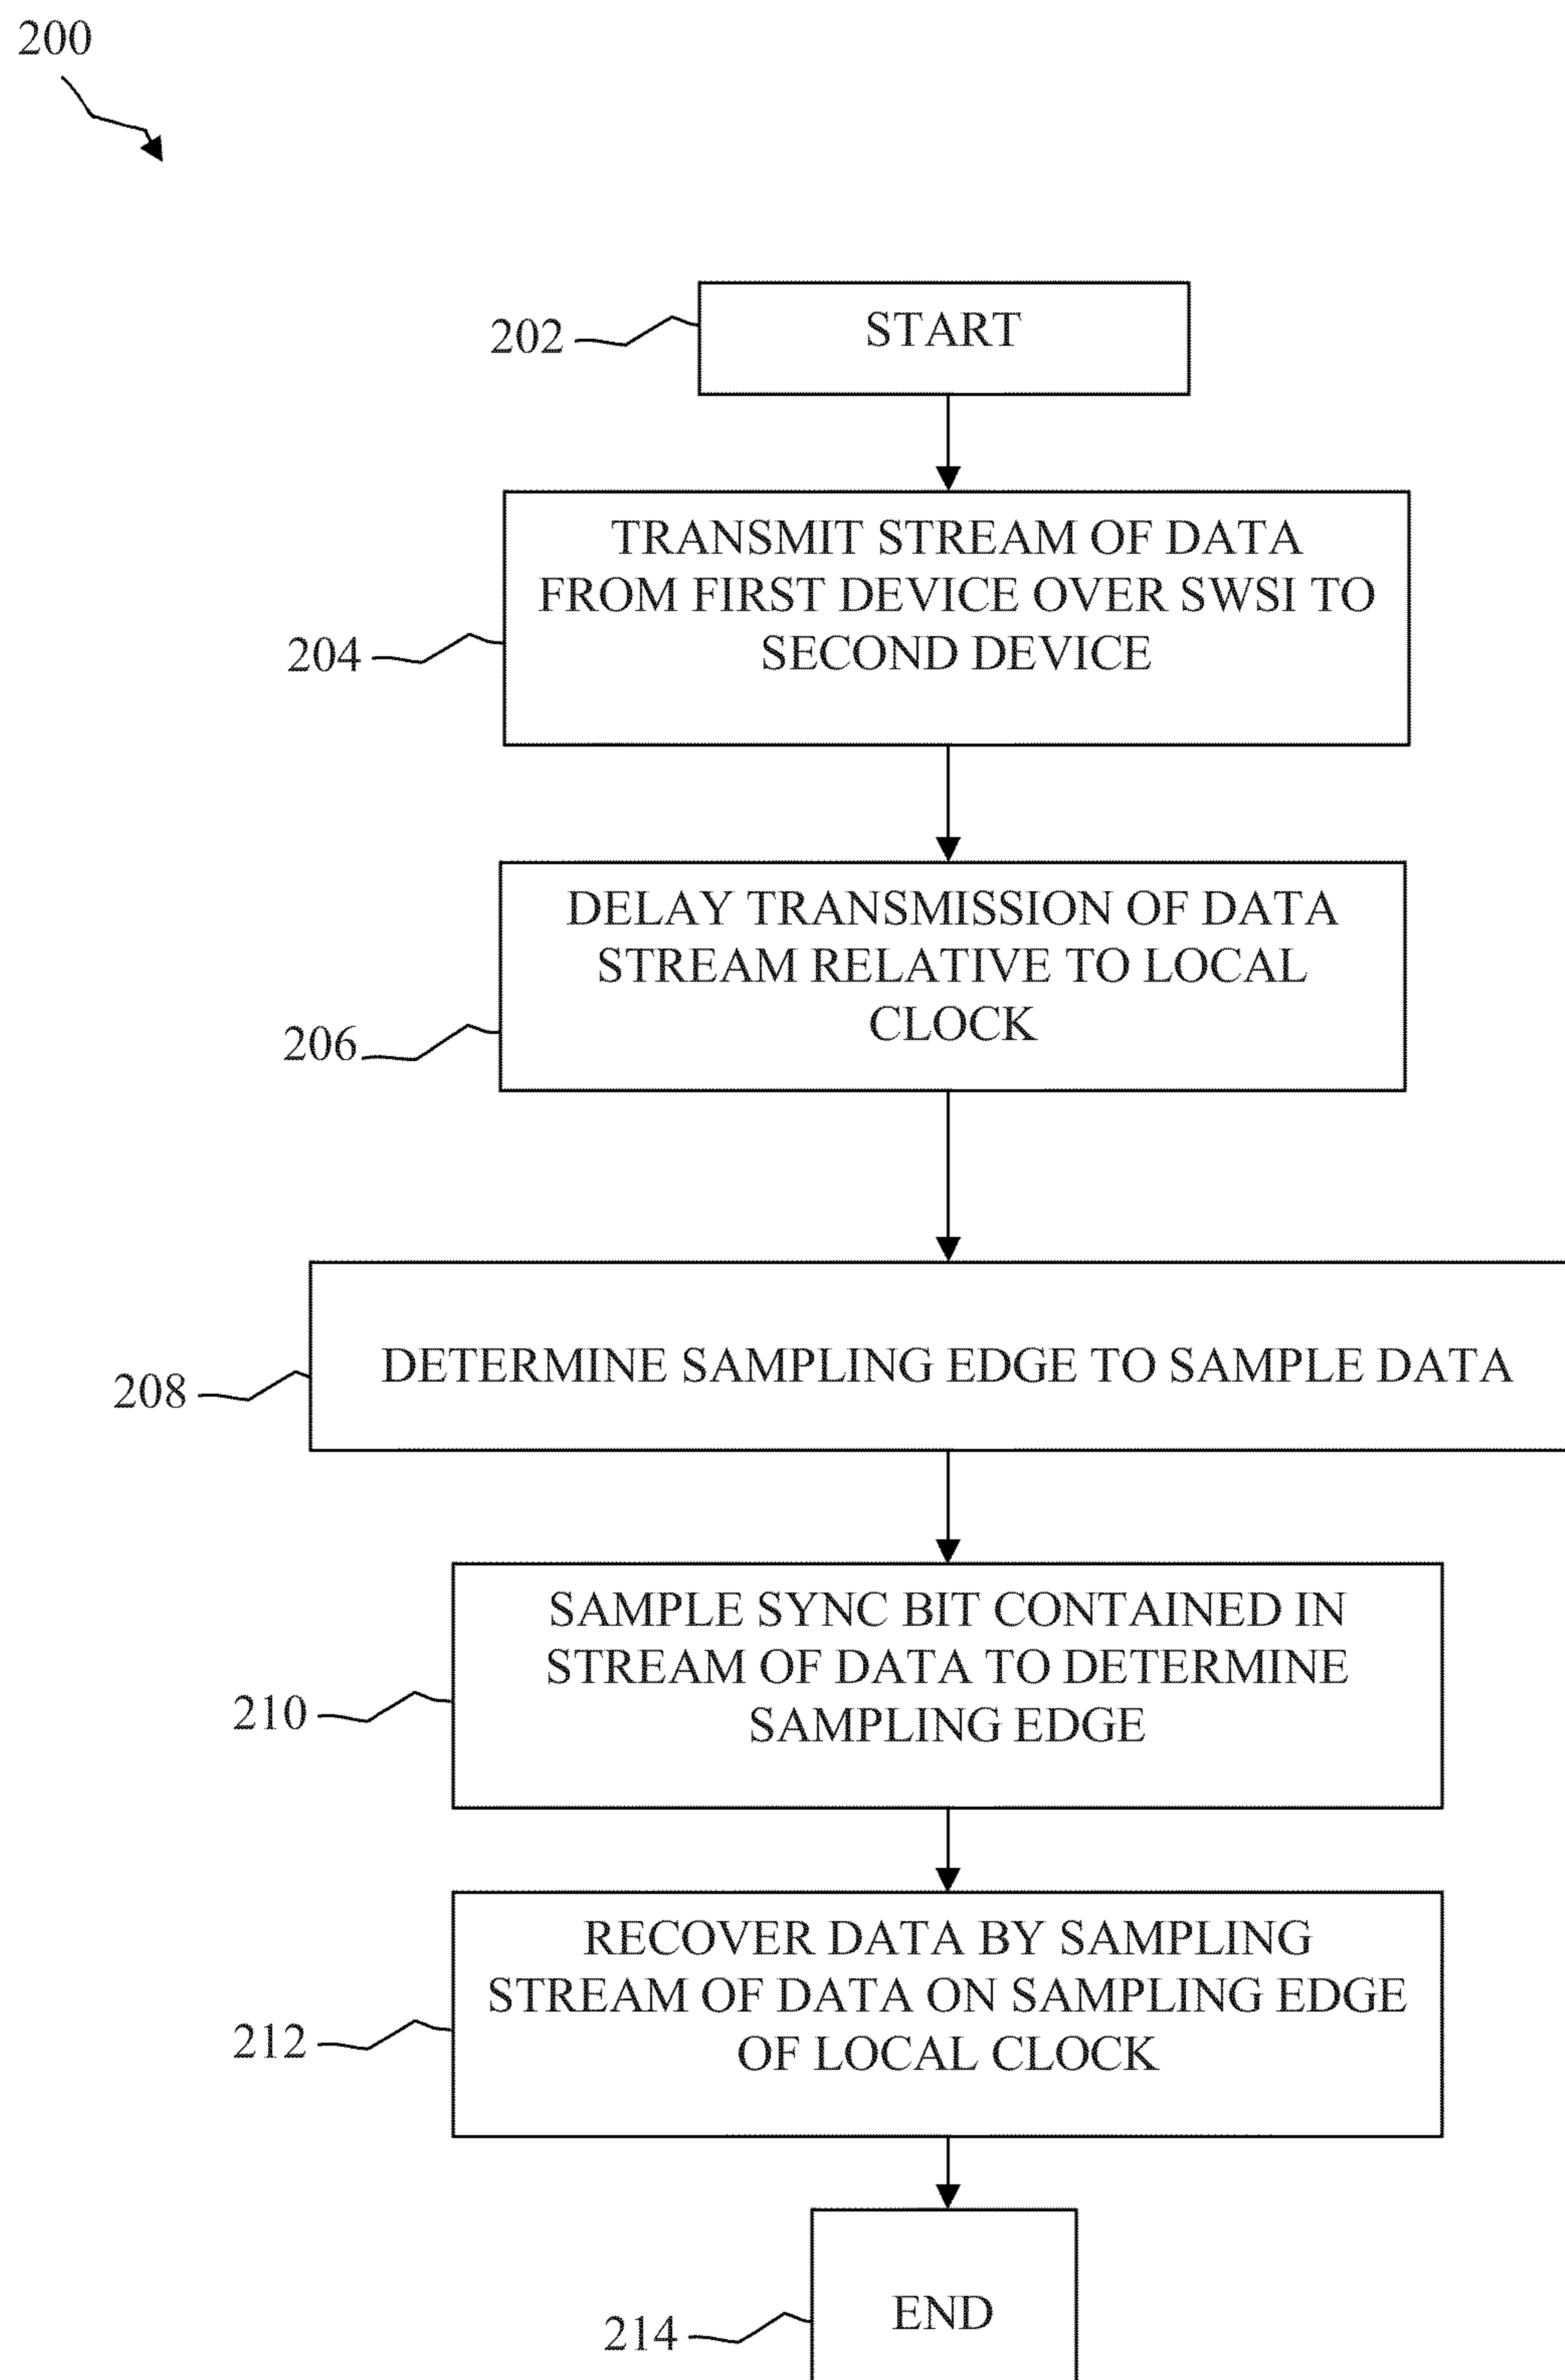 200
202
START
TRANSMIT STREAM OF DATA
FROM FIRST DEVICE OVER SWSI TO
SECOND DEVICE
204
DELAY TRANSMISSION OF DATA
STREAM RELATIVE TO LOCAL
CLOCK
206
DETERMINE SAMPLING EDGE TO SAMPLE DATA
208
SAMPLE SYNC BIT CONTAINED IN
STREAM OF DATA TO DETERMINE
SAMPLING EDGE
210
RECOVER DATA BY SAMPLING
STREAM OF DATA ON SAMPLING EDGE
OF LOCAL CLOCK
212
END
214